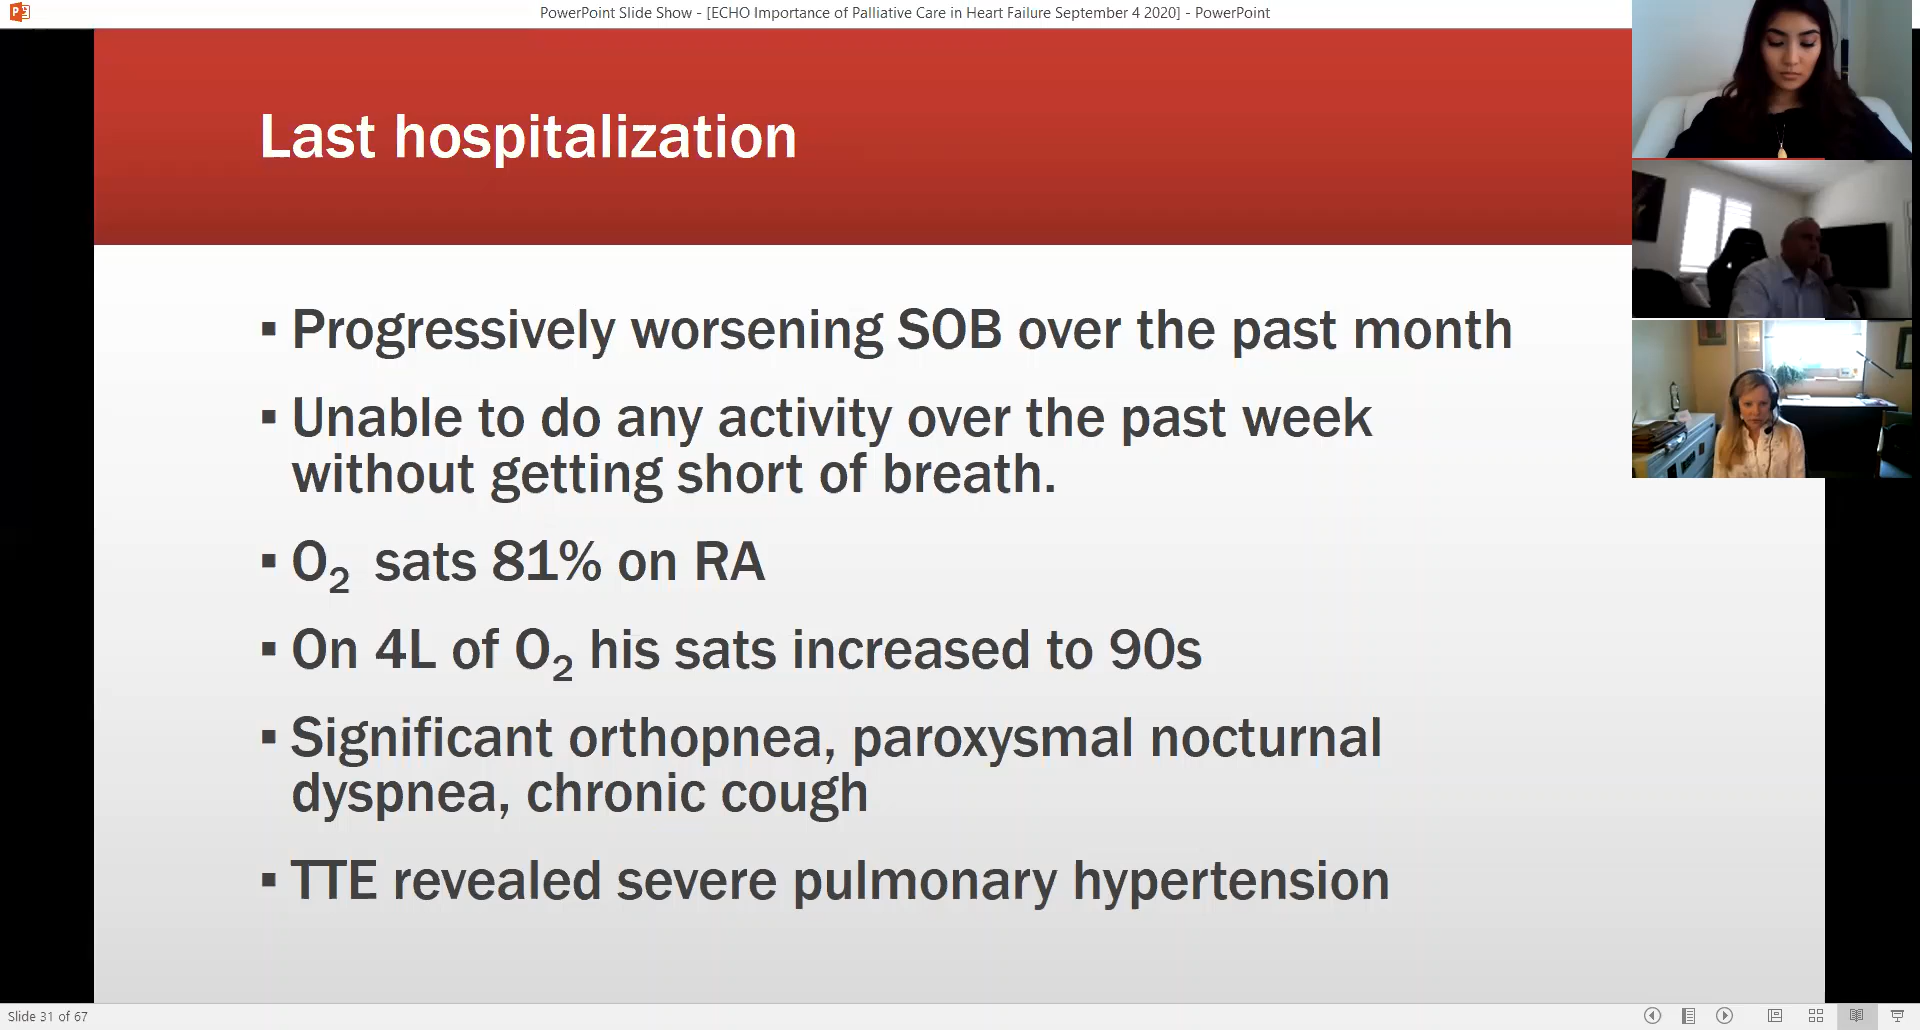 PowerPoint Slide Show - [ECHO Importance of Palliative Care in Heart Failure September 4 2020] - PowerPoint
Last hospitalization
▪ Progressively worsening SOB over the past month
▪ Unable to do any activity over the past week
without getting short of breath.
▪ O₂ sats 81% on RA
▪ On 4L of O₂ his sats increased to 90s
▪ Significant orthopnea, paroxysmal nocturnal
dyspnea, chronic cough
▪ TTE revealed severe pulmonary hypertension
Slide 31 of 67